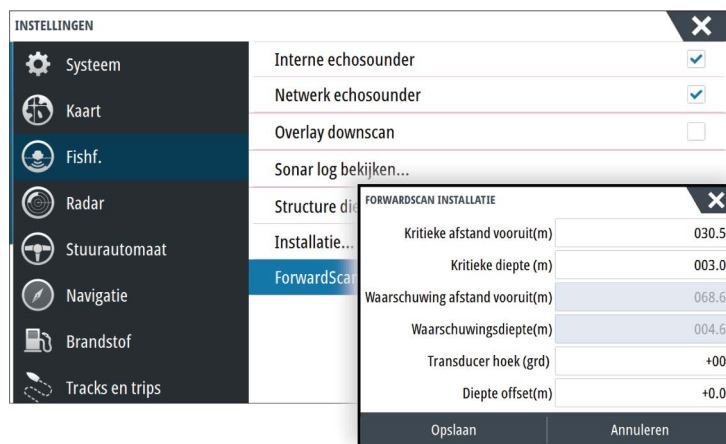 INSTELLINGEN
Systeem
Kaart
Fishf.
Radar
Stuurautomaat
Navigatie
Brandstof
Tracks en trips
Interne echosounder
Netwerk echosounder
Overlay downscan
Sonar log bekijken...
Structure
Installatie...
FORWARDSCAN INSTALLATIE
Kritieke afstand vooruit(m) 030.5
Kritieke diepte (m) 003.0
Waarschuwing afstand vooruit(m) 068.6
Waarschuwingsdiepte(m) 004.6
Transducer hoek (grd) +00
Diepte offset(m) +0.0
Opslaan Annuleren